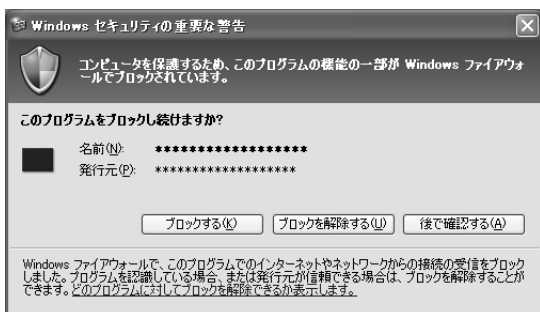 Windows セキュリティの重要な警告
コンピュータを保護するため、このプログラムの機能の一部が Windows ファイアウォ
ールでブロックされています。
このプログラムをブロックし続けますか?
名前(N): ******************
発行元(P): ******************
ブロックする(K) ブロックを解除する(U) 後で確認する(A)
Windows ファイアウォールで、このプログラムでのインターネットやネットワークからの接続の受信をブロック
しました。プログラムを認識している場合、または発行元が信頼できる場合は、ブロックを解除することが
できます。どのプログラムに対してブロックを解除できるか表示します。